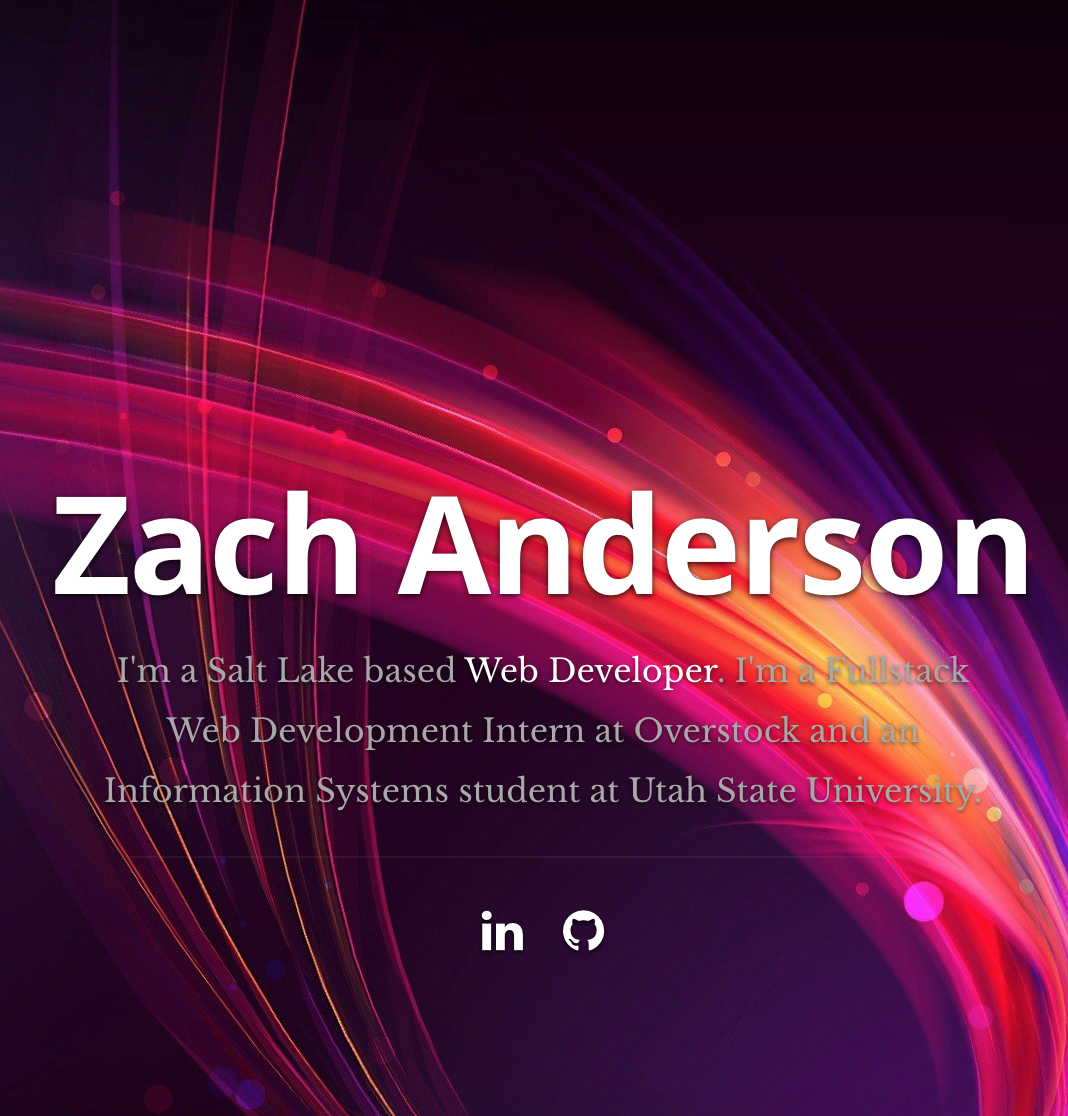 Zach Anderson
I'm a Salt Lake based Web Developer. I'm a Fullstack
Web Development Intern at Overstock and an
Information Systems student at Utah State University.
in